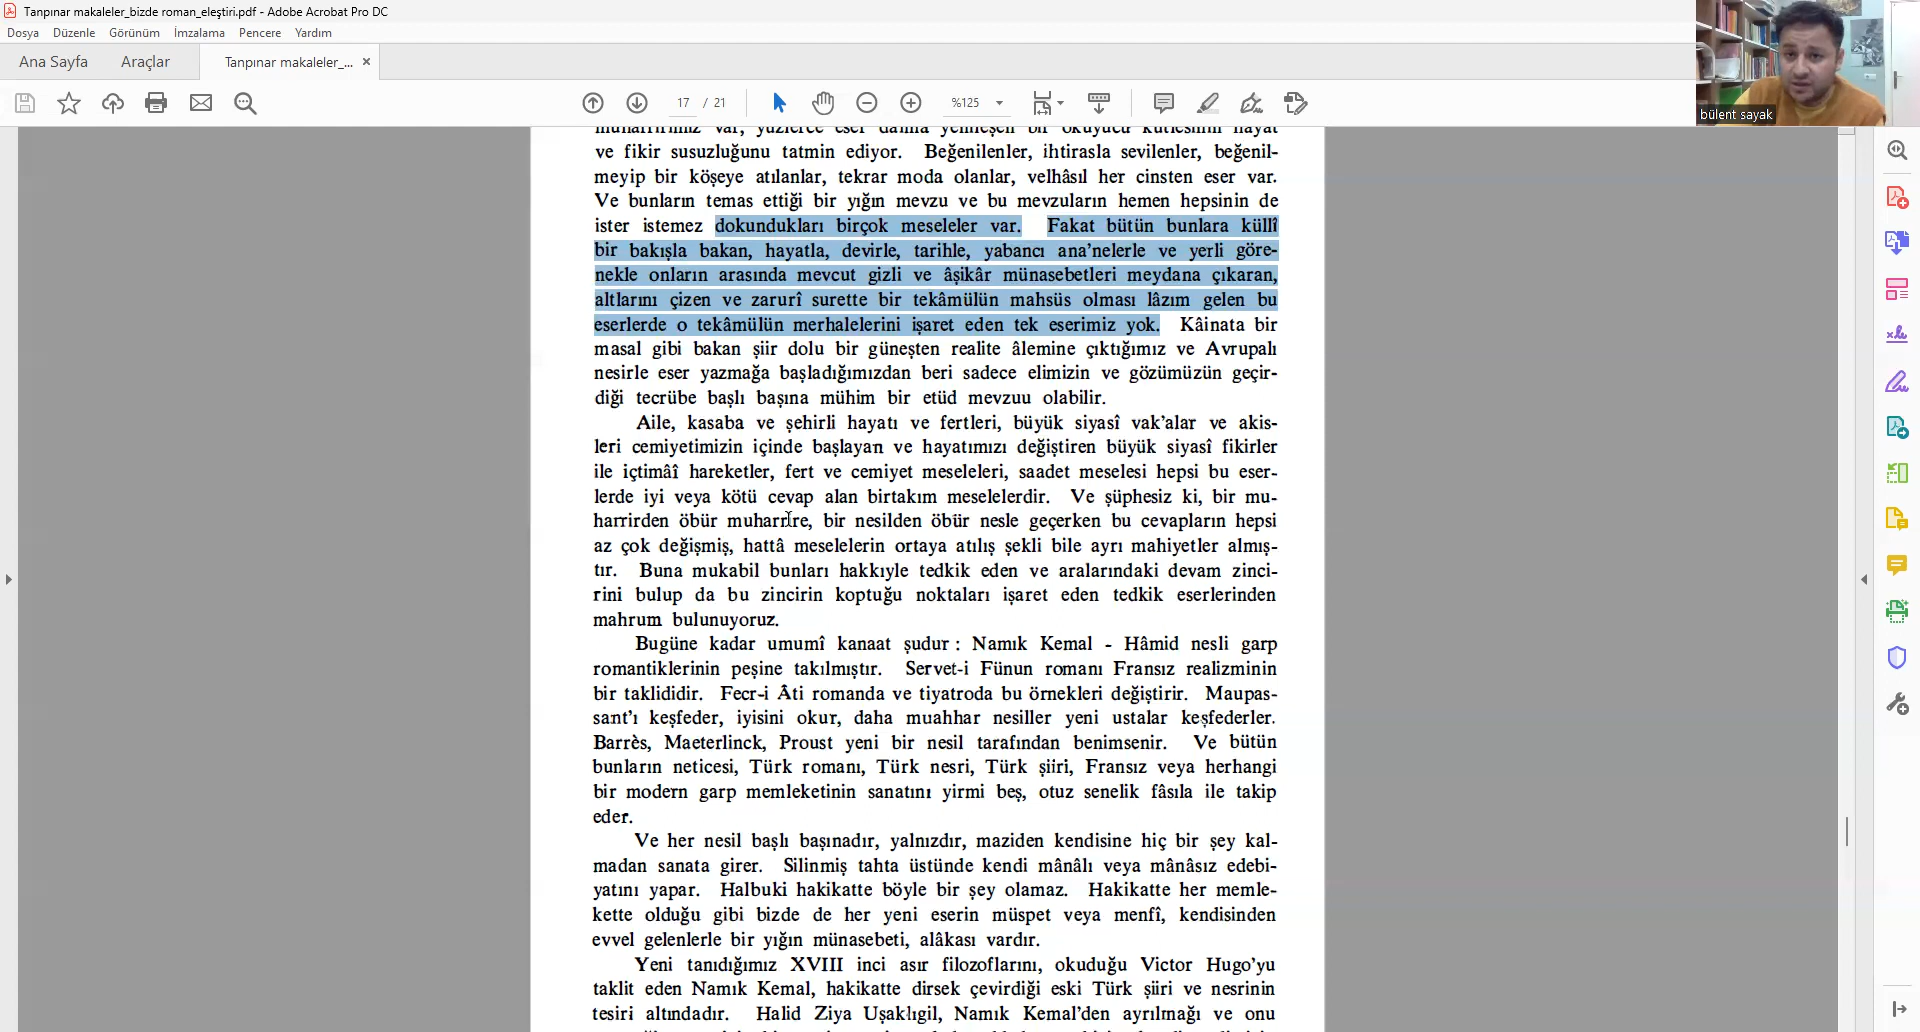 Tanpınar makaleler_bizde roman_eleştiri.pdf - Adobe Acrobat Pro DC
Dosya Düzenle Görünüm İmzalama Pencere Yardım
Ana Sayfa Araçlar Tanpınar makaleler_... ×
17 / 21 %125
bülent sayak
muharririmiz var, yüzlerce eser daima yenileşen bir okuyucu kütlesinin hayat
ve fikir susuzluğunu tatmin ediyor. Beğenilenler, ihtirasla sevilenler, beğenil-
meyip bir köşeye atılanlar, tekrar moda olanlar, velhâsıl her cinsten eser var.
Ve bunların temas ettiği bir yığın mevzu ve bu mevzuların hemen hepsinin de
ister istemez dokundukları birçok meseleler var. Fakat bütün bunlara küllî
bir bakışla bakan, hayatla, devirle, tarihle, yabancı ana'nelerle ve yerli göre-
nekle onların arasında mevcut gizli ve âşikâr münasebetleri meydana çıkaran,
altlarını çizen ve zarurî surette bir tekâmülün mahsüs olması lâzım gelen bu
eserlerde o tekâmülün merhalelerini işaret eden tek eserimiz yok. Kâinata bir
masal gibi bakan şiir dolu bir güneşten realite âlemine çıktığımız ve Avrupalı
nesirle eser yazmağa başladığımızdan beri sadece elimizin ve gözümüzün geçir-
diği tecrübe başlı başına mühim bir etüd mevzuu olabilir.
Aile, kasaba ve şehirli hayatı ve fertleri, büyük siyasî vak'alar ve akis-
leri cemiyetimizin içinde başlayan ve hayatımızı değiştiren büyük siyasî fikirler
ile içtimâî hareketler, fert ve cemiyet meseleleri, saadet meselesi hepsi bu eser-
lerde iyi veya kötü cevap alan birtakım meselelerdir. Ve şüphesiz ki, bir mu-
harrirden öbür muharrire, bir nesilden öbür nesle geçerken bu cevapların hepsi
az çok değişmiş, hattâ meselelerin ortaya atılış şekli bile ayrı mahiyetler almış-
tır. Buna mukabil bunları hakkıyle tedkik eden ve aralarındaki devam zinci-
rini bulup da bu zincirin koptuğu noktaları işaret eden tedkik eserlerinden
mahrum bulunuyoruz.
Bugüne kadar umumî kanaat şudur : Namık Kemal - Hâmid nesli garp
romantiklerinin peşine takılmıştır. Servet-i Fünun romanı Fransız realizminin
bir taklididir. Fecr-i Âti romanda ve tiyatroda bu örnekleri değiştirir. Maupas-
sant'ı keşfeder, iyisini okur, daha muahhar nesiller yeni ustalar keşfederler.
Barrès, Maeterlinck, Proust yeni bir nesil tarafından benimsenir. Ve bütün
bunların neticesi, Türk romanı, Türk nesri, Türk şiiri, Fransız veya herhangi
bir modern garp memleketinin sanatını yirmi beş, otuz senelik fâsıla ile takip
eder.
Ve her nesil başlı başınadır, yalnızdır, maziden kendisine hiç bir şey kal-
madan sanata girer. Silinmiş tahta üstünde kendi mânâlı veya mânâsız edebi-
yatını yapar. Halbuki hakikatte böyle bir şey olamaz. Hakikatte her memle-
kette olduğu gibi bizde de her yeni eserin müspet veya menfî, kendisinden
evvel gelenlerle bir yığın münasebeti, alâkası vardır.
Yeni tanıdığımız XVIII inci asır filozoflarını, okuduğu Victor Hugo'yu
taklit eden Namık Kemal, hakikatte dirsek çevirdiği eski Türk şiiri ve nesrinin
tesiri altındadır. Halid Ziya Uşaklıgil, Namık Kemal'den ayrılmağı ve onu